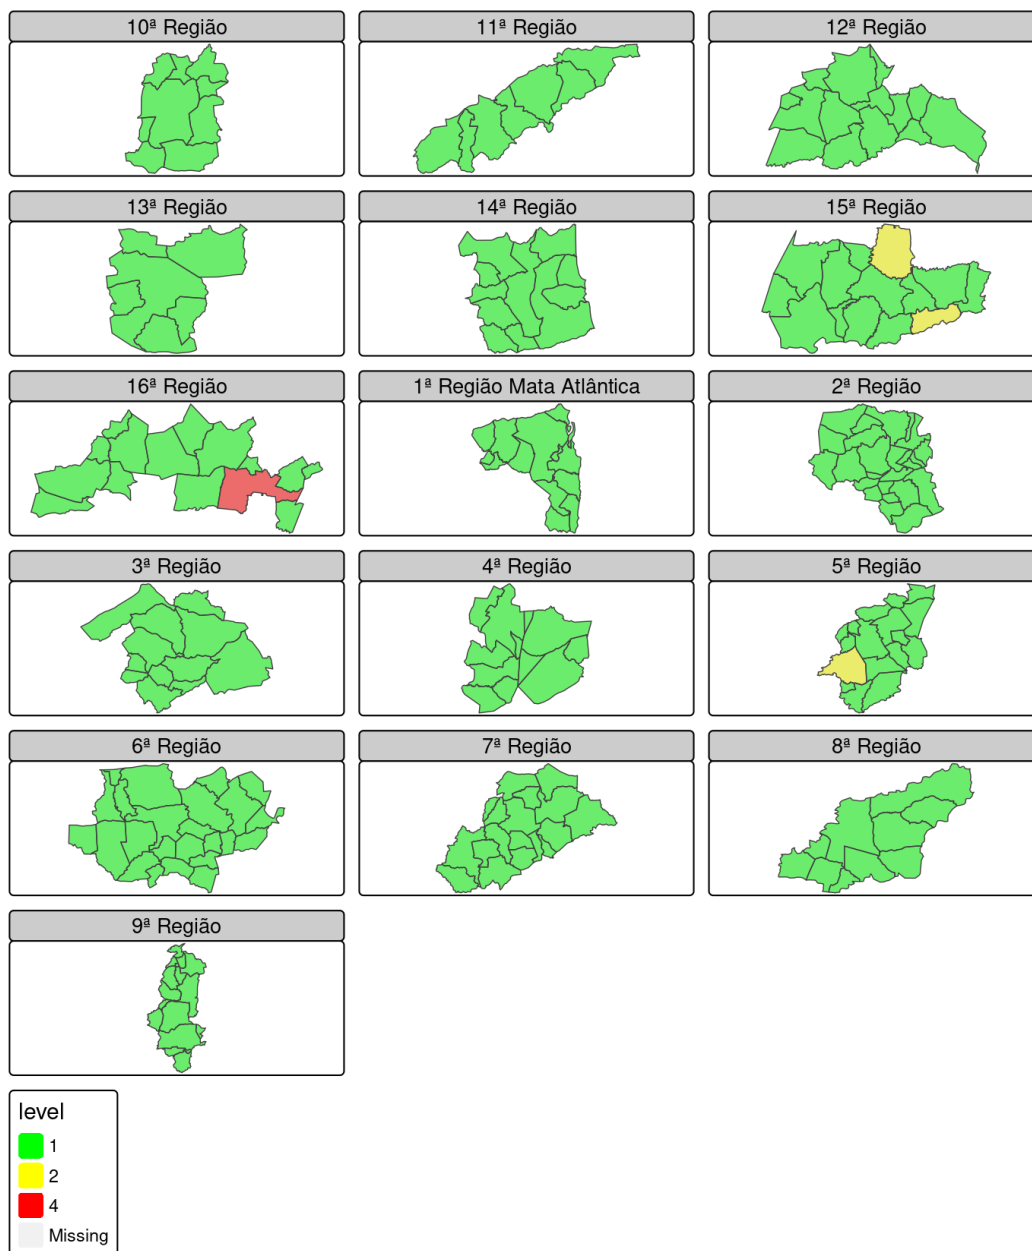 10ª Região
11ª Região
12ª Região
13ª Região
14ª Região
15ª Região
16ª Região
1ª Região Mata Atlântica
2ª Região
3ª Região
4ª Região
5ª Região
6ª Região
7ª Região
8ª Região
9ª Região
level
1
2
4
Missing